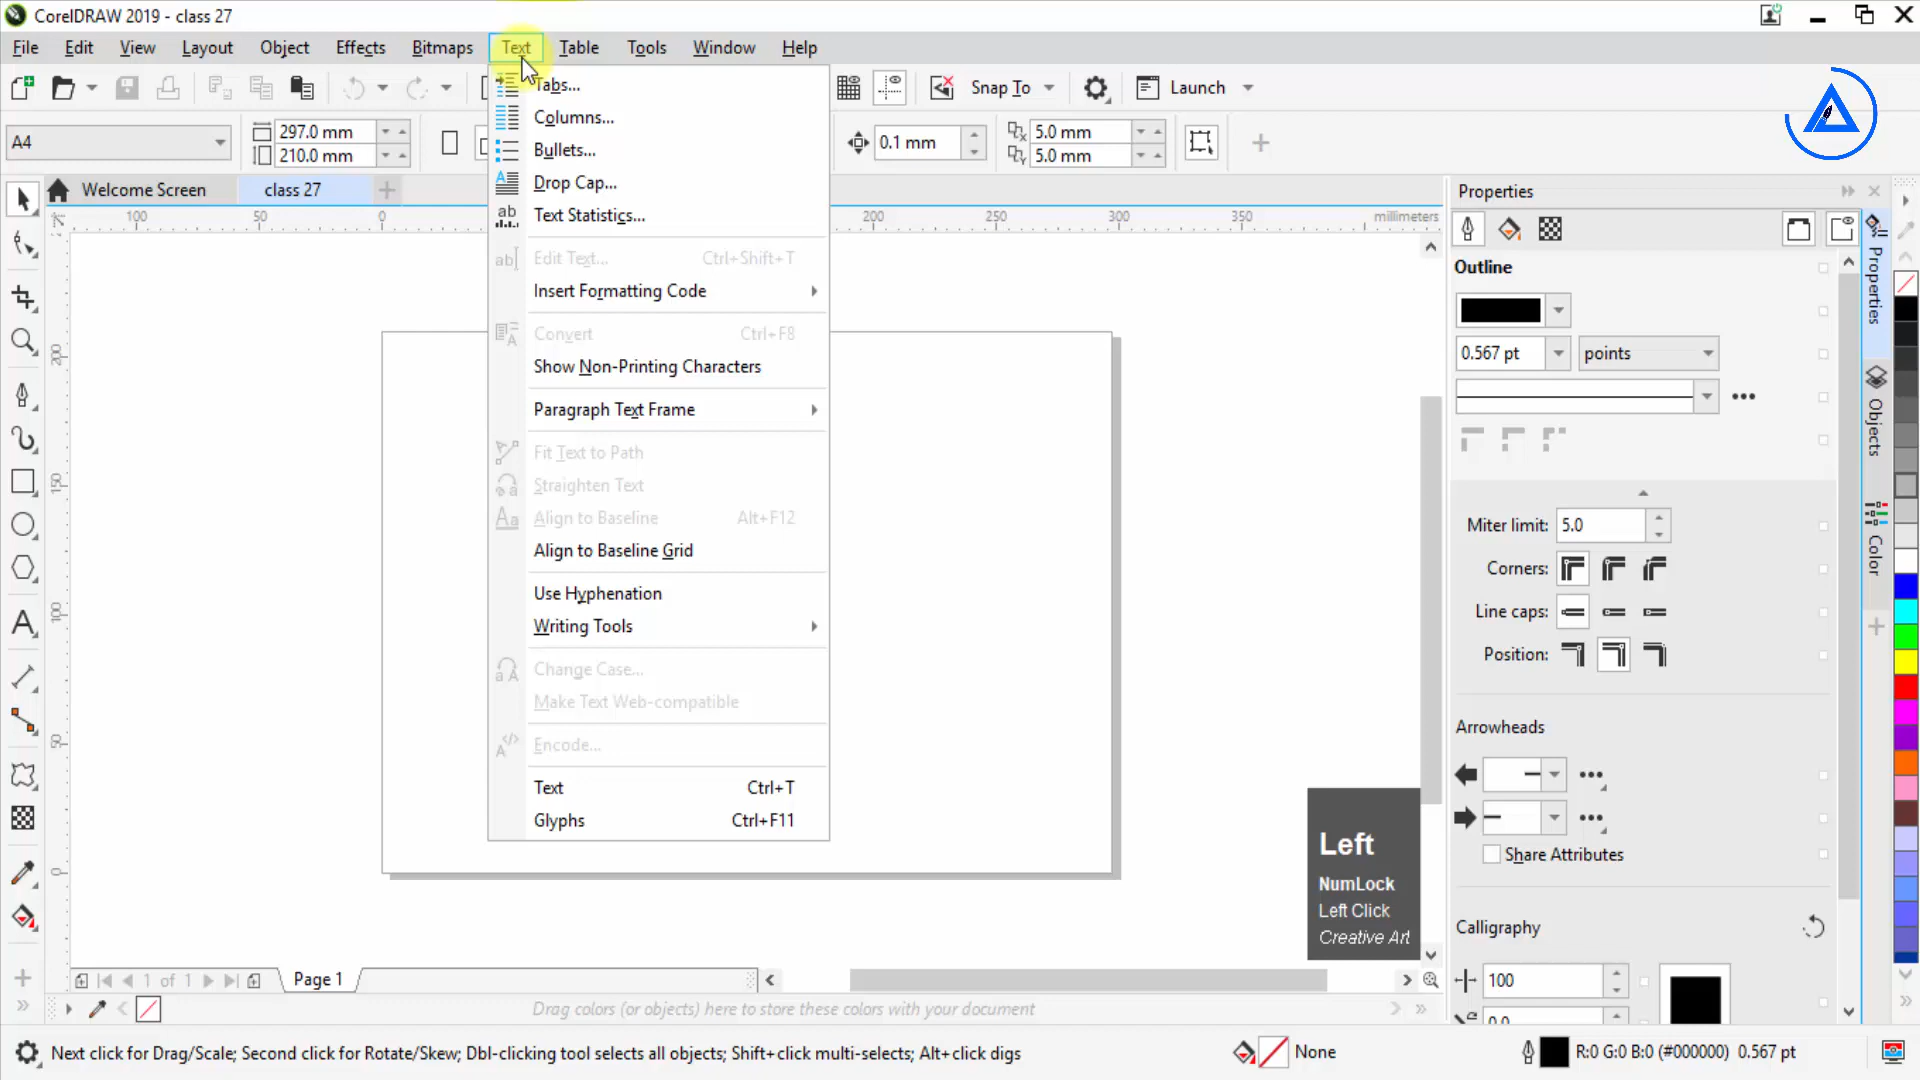 CorelDRAW 2019 - class 27
File Edit View Layout Object Effects Bitmaps Text Table Tools Window Help
Snap To Launch
A4
297.0 mm
210.0 mm
0.1 mm
5.0 mm
5.0 mm
Welcome Screen
class 27
100 50 0 200 250 300 350 millimeters
200
150
100
50
0
Tabs...
Columns...
Bullets...
Drop Cap...
Text Statistics...
Edit Text... Ctrl+Shift+T
Insert Formatting Code
Convert Ctrl+F8
Show Non-Printing Characters
Paragraph Text Frame
Fit Text to Path
Straighten Text
Align to Baseline Alt+F12
Align to Baseline Grid
Use Hyphenation
Writing Tools
Change Case...
Make Text Web-compatible
Encode...
Text Ctrl+T
Glyphs Ctrl+F11
Properties
Outline
0.567 pt points
Miter limit: 5.0
Corners:
Line caps:
Position:
Arrowheads
Share Attributes
Calligraphy
100
0.0
Properties
Objects
Color
Left
NumLock
Left Click
Creative Art
1 of 1
Page 1
Drag colors (or objects) here to store these colors with your document
Next click for Drag/Scale; Second click for Rotate/Skew; Dbl-clicking tool selects all objects; Shift+click multi-selects; Alt+click digs
None
R:0 G:0 B:0 (#000000) 0.567 pt